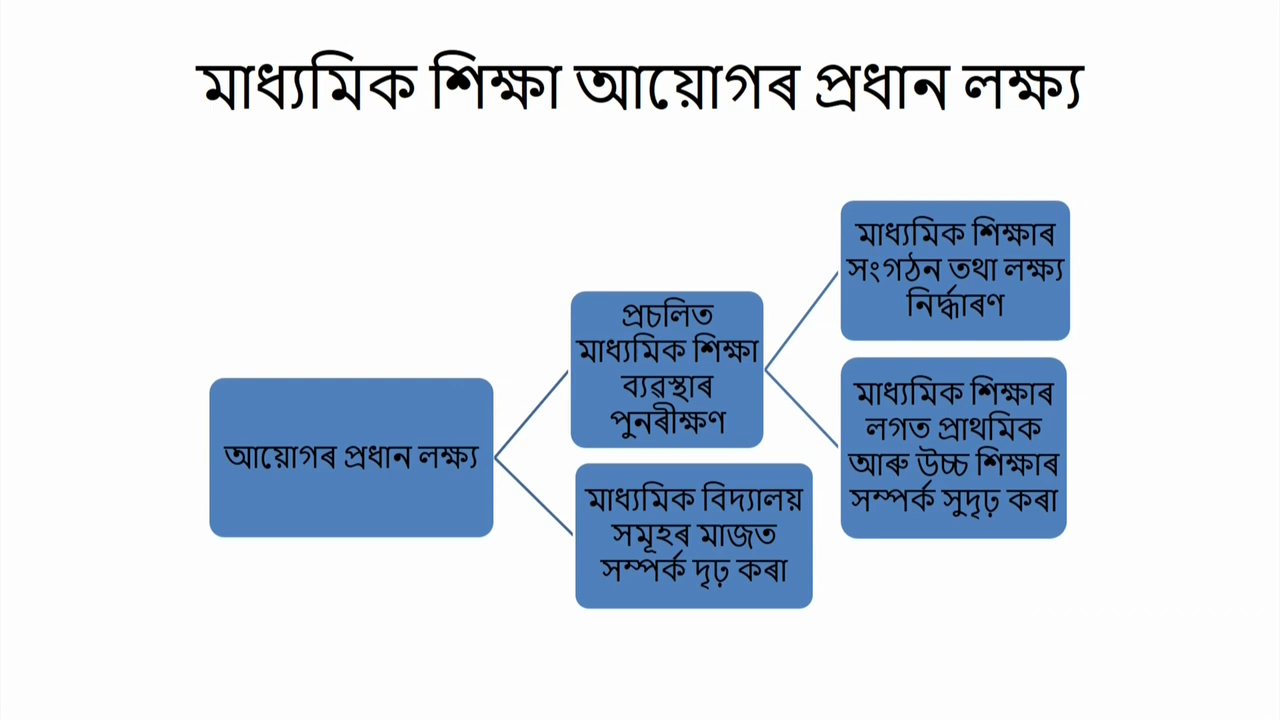 মাধ্যমিক শিক্ষা আয়োগৰ প্ৰধান লক্ষ্য
আয়োগৰ প্ৰধান লক্ষ্য
প্ৰচলিত
মাধ্যমিক শিক্ষা
ব্যৱস্থাৰ
পুনৰীক্ষণ
মাধ্যমিক বিদ্যালয়
সমূহৰ মাজত
সম্পৰ্ক দৃঢ় কৰা
মাধ্যমিক শিক্ষাৰ
সংগঠন তথা লক্ষ্য
নিৰ্দ্ধাৰণ
মাধ্যমিক শিক্ষাৰ
লগত প্ৰাথমিক
আৰু উচ্চ শিক্ষাৰ
সম্পৰ্ক সুদৃঢ় কৰা